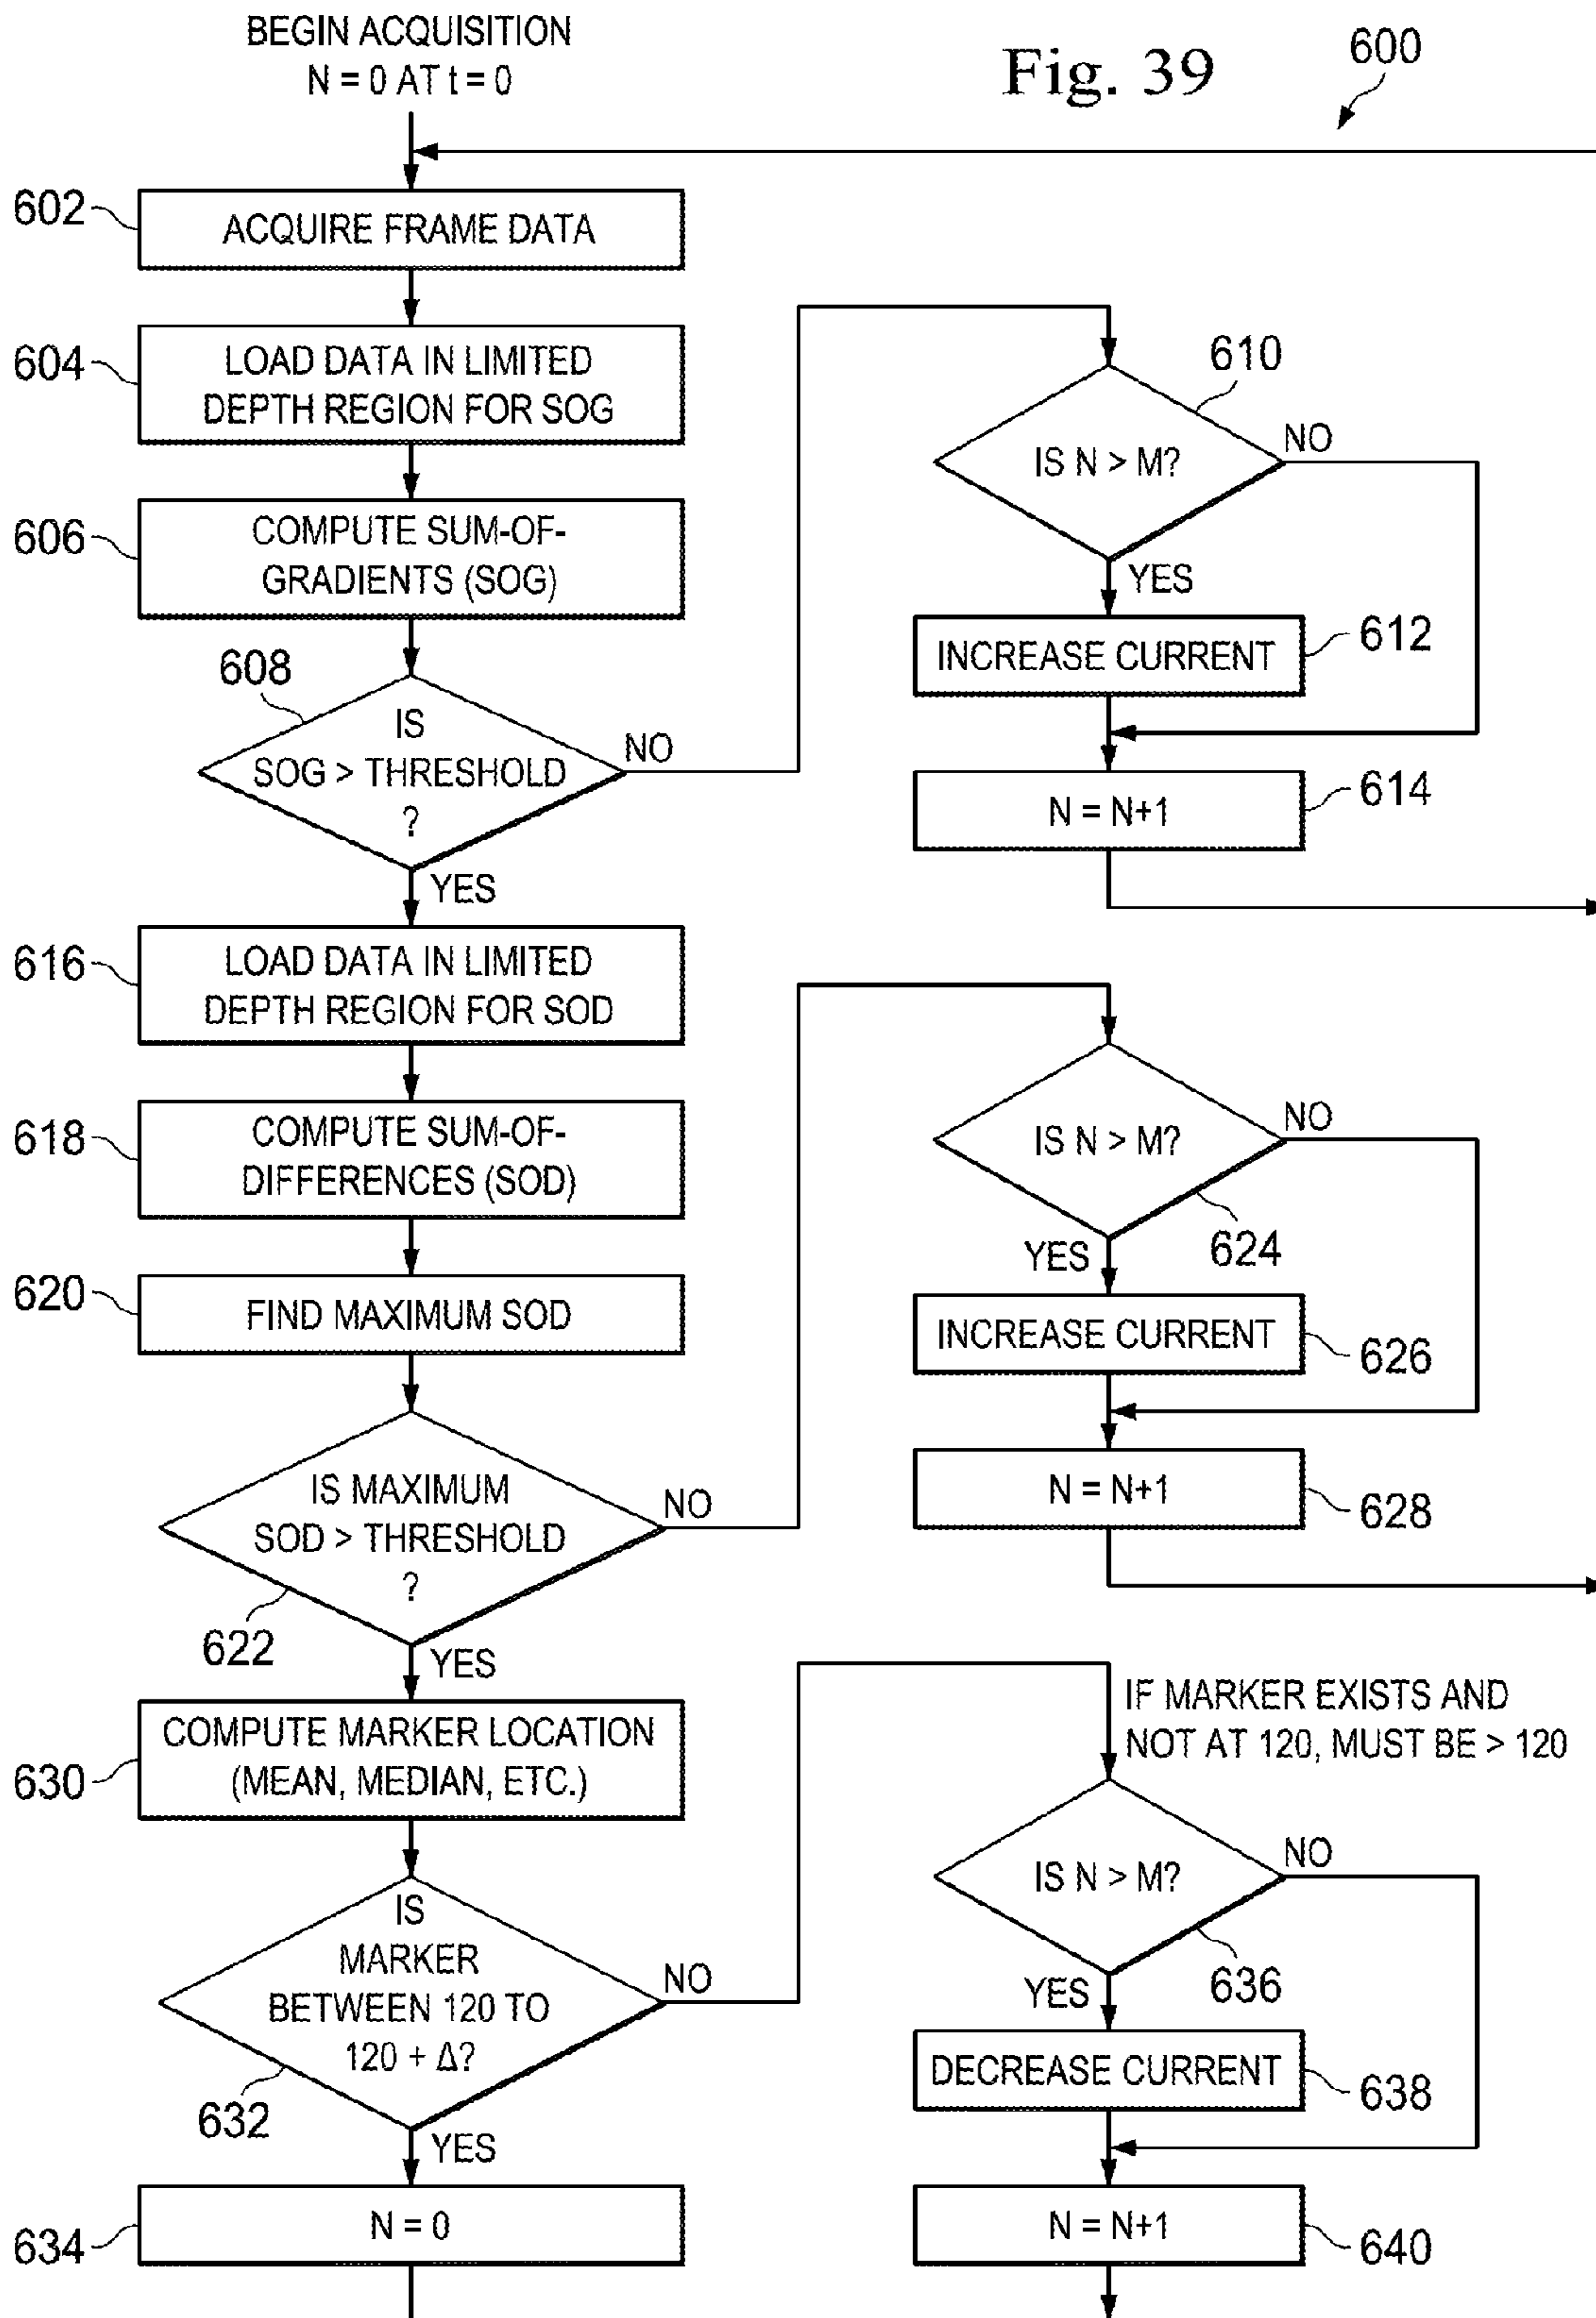 BEGIN ACQUISITION
N = 0 AT t = 0
Fig. 39
600
602
ACQUIRE FRAME DATA
604
LOAD DATA IN LIMITED
DEPTH REGION FOR SOG
606
COMPUTE SUM-OF-
GRADIENTS (SOG)
608
IS
SOG > THRESHOLD
?
NO
YES
610
IS N > M?
NO
YES
INCREASE CURRENT
612
N = N+1
614
616
LOAD DATA IN LIMITED
DEPTH REGION FOR SOD
618
COMPUTE SUM-OF-
DIFFERENCES (SOD)
620
FIND MAXIMUM SOD
IS MAXIMUM
SOD > THRESHOLD
?
622
NO
YES
IS N > M?
NO
624
YES
INCREASE CURRENT
626
N = N+1
628
630
COMPUTE MARKER LOCATION
(MEAN, MEDIAN, ETC.)
IS
MARKER
BETWEEN 120 TO
120 + Δ?
632
NO
YES
634
N = 0
IF MARKER EXISTS AND
NOT AT 120, MUST BE > 120
IS N > M?
NO
636
YES
DECREASE CURRENT
638
N = N+1
640